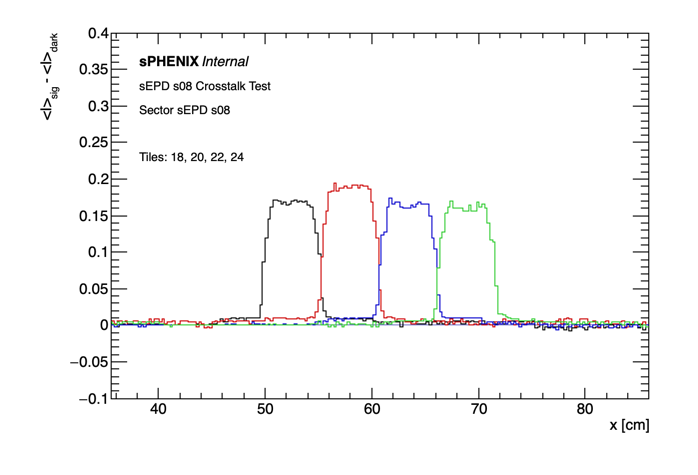 <I>sig - <I>dark
0.4
0.35
0.3
0.25
0.2
0.15
0.1
0.05
0
−0.05
−0.1
sPHENIX Internal
sEPD s08 Crosstalk Test
Sector sEPD s08
Tiles: 18, 20, 22, 24
40 50 60 70 80
x [cm]